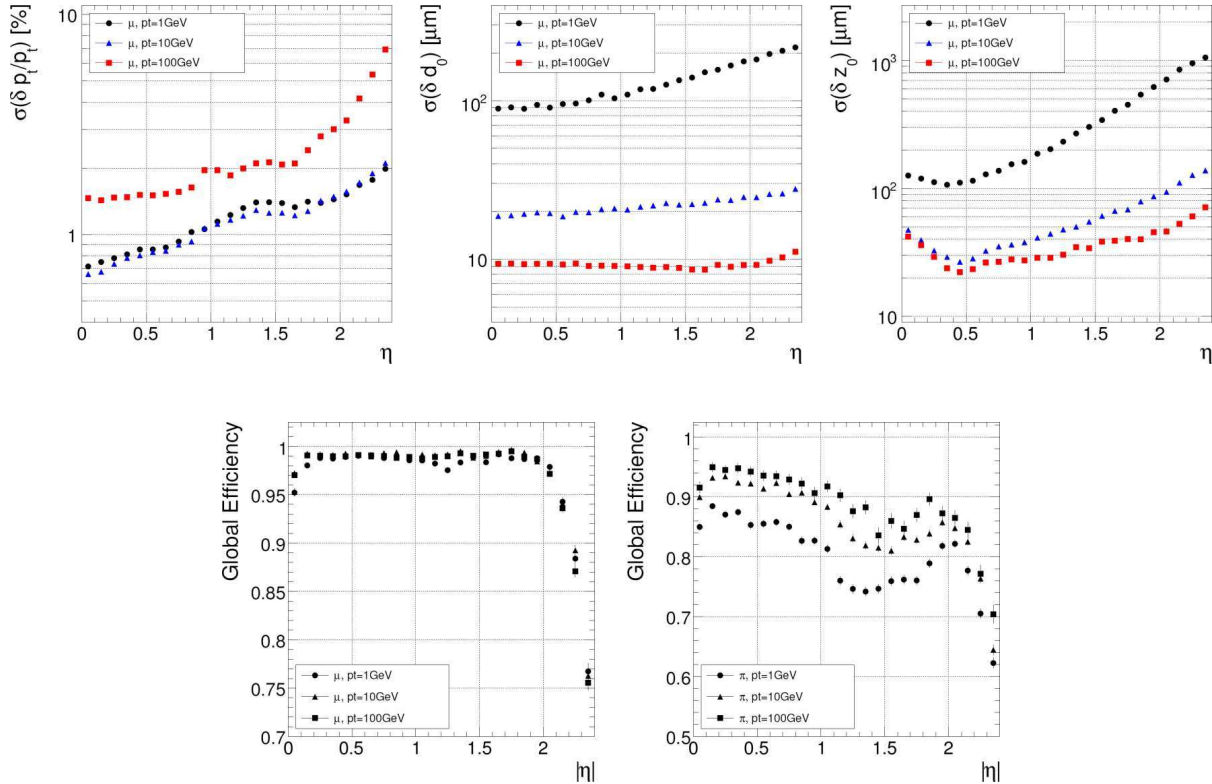 σ(δ p_t/p_t) [%]
10
1
μ, pt=1GeV
μ, pt=10GeV
μ, pt=100GeV
0 0.5 1 1.5 2
η
σ(δ d_0) [μm]
10^2
10
μ, pt=1GeV
μ, pt=10GeV
μ, pt=100GeV
0 0.5 1 1.5 2
η
σ(δ z_0) [μm]
10^3
10^2
10
μ, pt=1GeV
μ, pt=10GeV
μ, pt=100GeV
0 0.5 1 1.5 2
η
Global Efficiency
1
0.95
0.9
0.85
0.8
0.75
0.7
μ, pt=1GeV
μ, pt=10GeV
μ, pt=100GeV
0 0.5 1 1.5 2
|η|
Global Efficiency
1
0.9
0.8
0.7
0.6
0.5
π, pt=1GeV
π, pt=10GeV
π, pt=100GeV
0 0.5 1 1.5 2
|η|